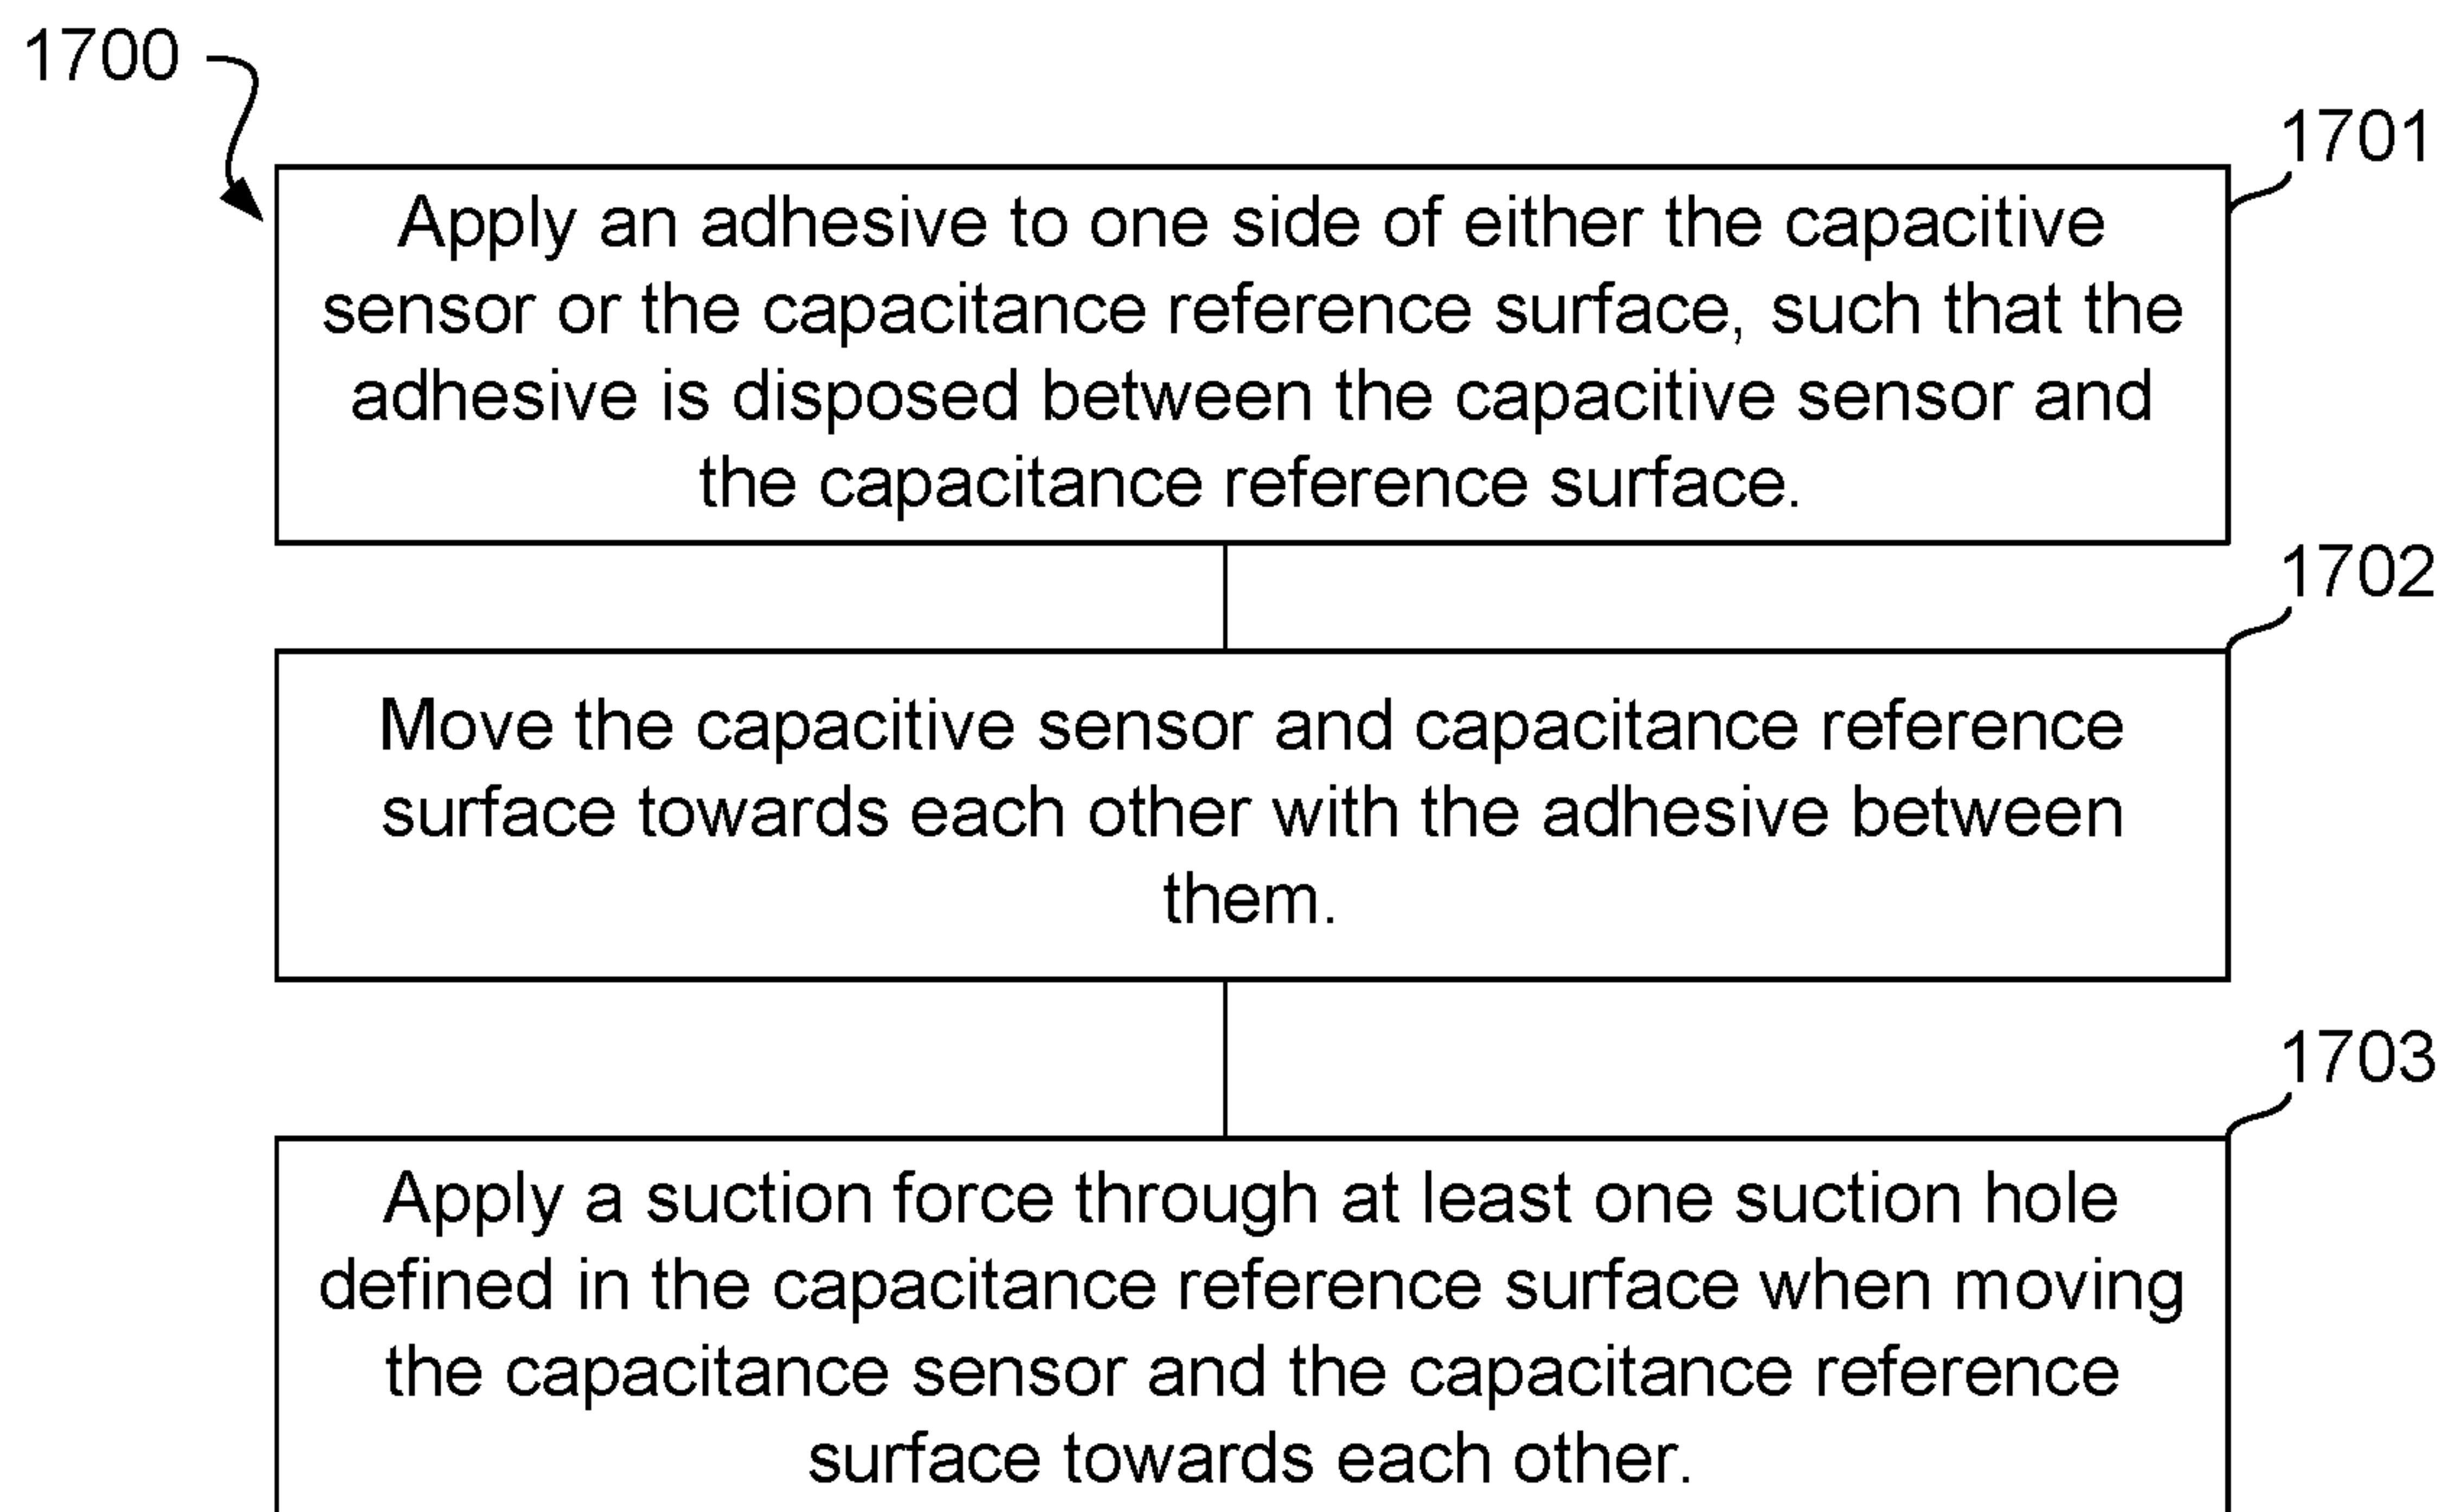 1700
1701
Apply an adhesive to one side of either the capacitive
sensor or the capacitance reference surface, such that the
adhesive is disposed between the capacitive sensor and
the capacitance reference surface.
1702
Move the capacitive sensor and capacitance reference
surface towards each other with the adhesive between
them.
1703
Apply a suction force through at least one suction hole
defined in the capacitance reference surface when moving
the capacitance sensor and the capacitance reference
surface towards each other.